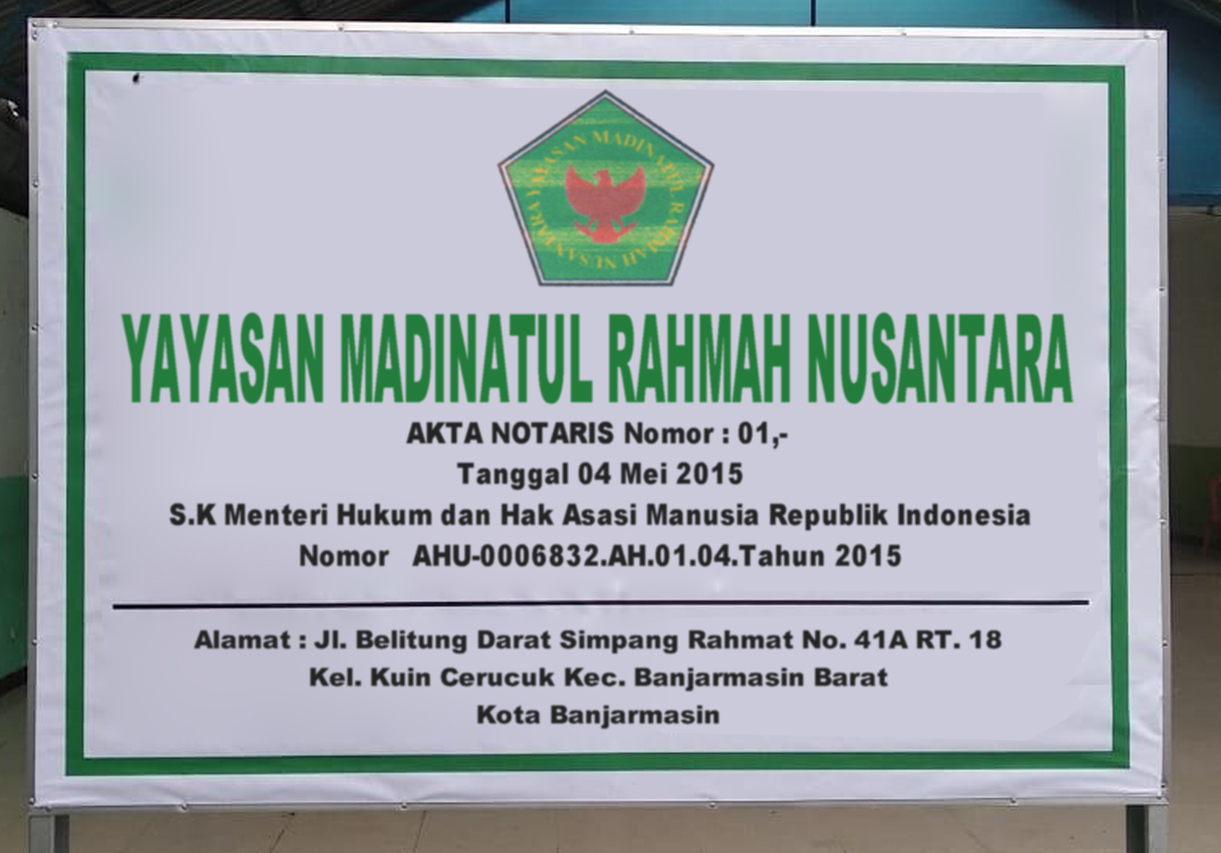 YAYASAN MADINATUL RAHMAH NUSANTARA
YAYASAN MADINATUL RAHMAH NUSANTARA
AKTA NOTARIS Nomor : 01,-
Tanggal 04 Mei 2015
S.K Menteri Hukum dan Hak Asasi Manusia Republik Indonesia
Nomor AHU-0006832.AH.01.04.Tahun 2015
Alamat : Jl. Belitung Darat Simpang Rahmat No. 41A RT. 18
Kel. Kuin Cerucuk Kec. Banjarmasin Barat
Kota Banjarmasin